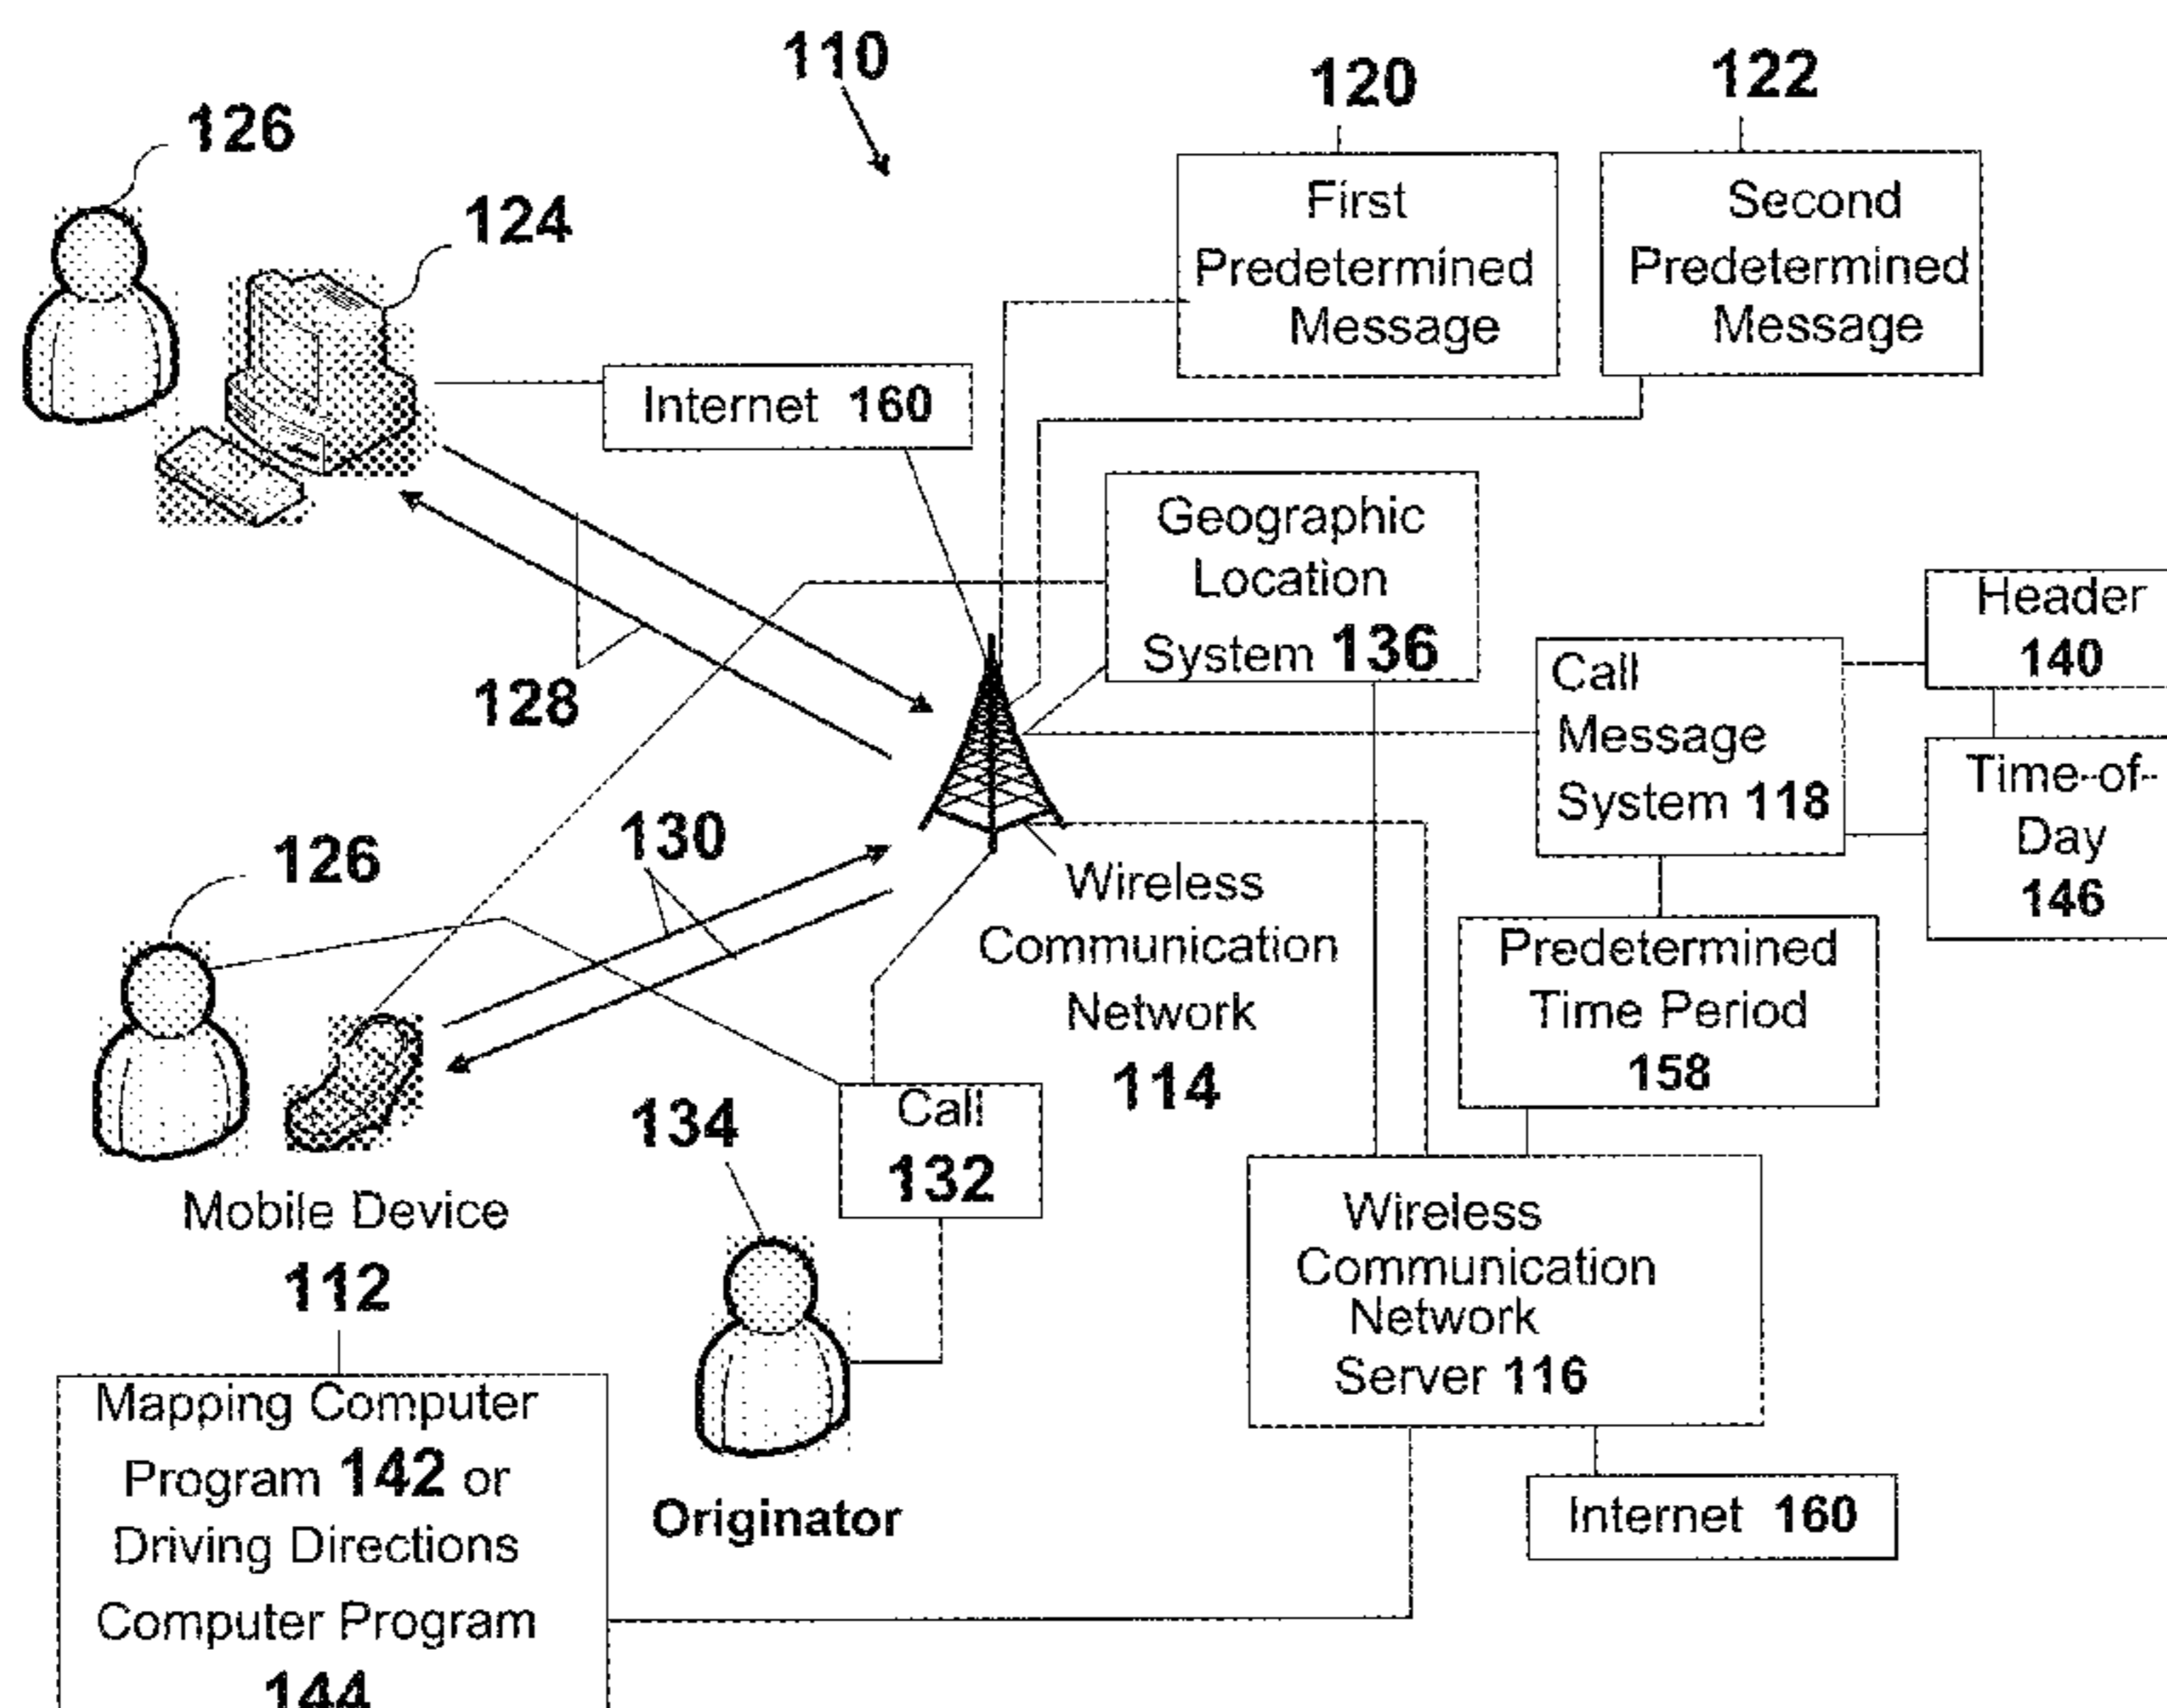 110
120
122
126
124
First
Predetermined
Message
Second
Predetermined
Message
Internet 160
Geographic
Location
System 136
128
Header
140
Call
Message
System 118
Time-of-
Day
146
130
126
Wireless
Communication
Network
114
Predetermined
Time Period
158
134
Call
132
Mobile Device
112
Wireless
Communication
Network
Server 116
Mapping Computer
Program 142 or
Driving Directions
Computer Program
144
Originator
Internet 160